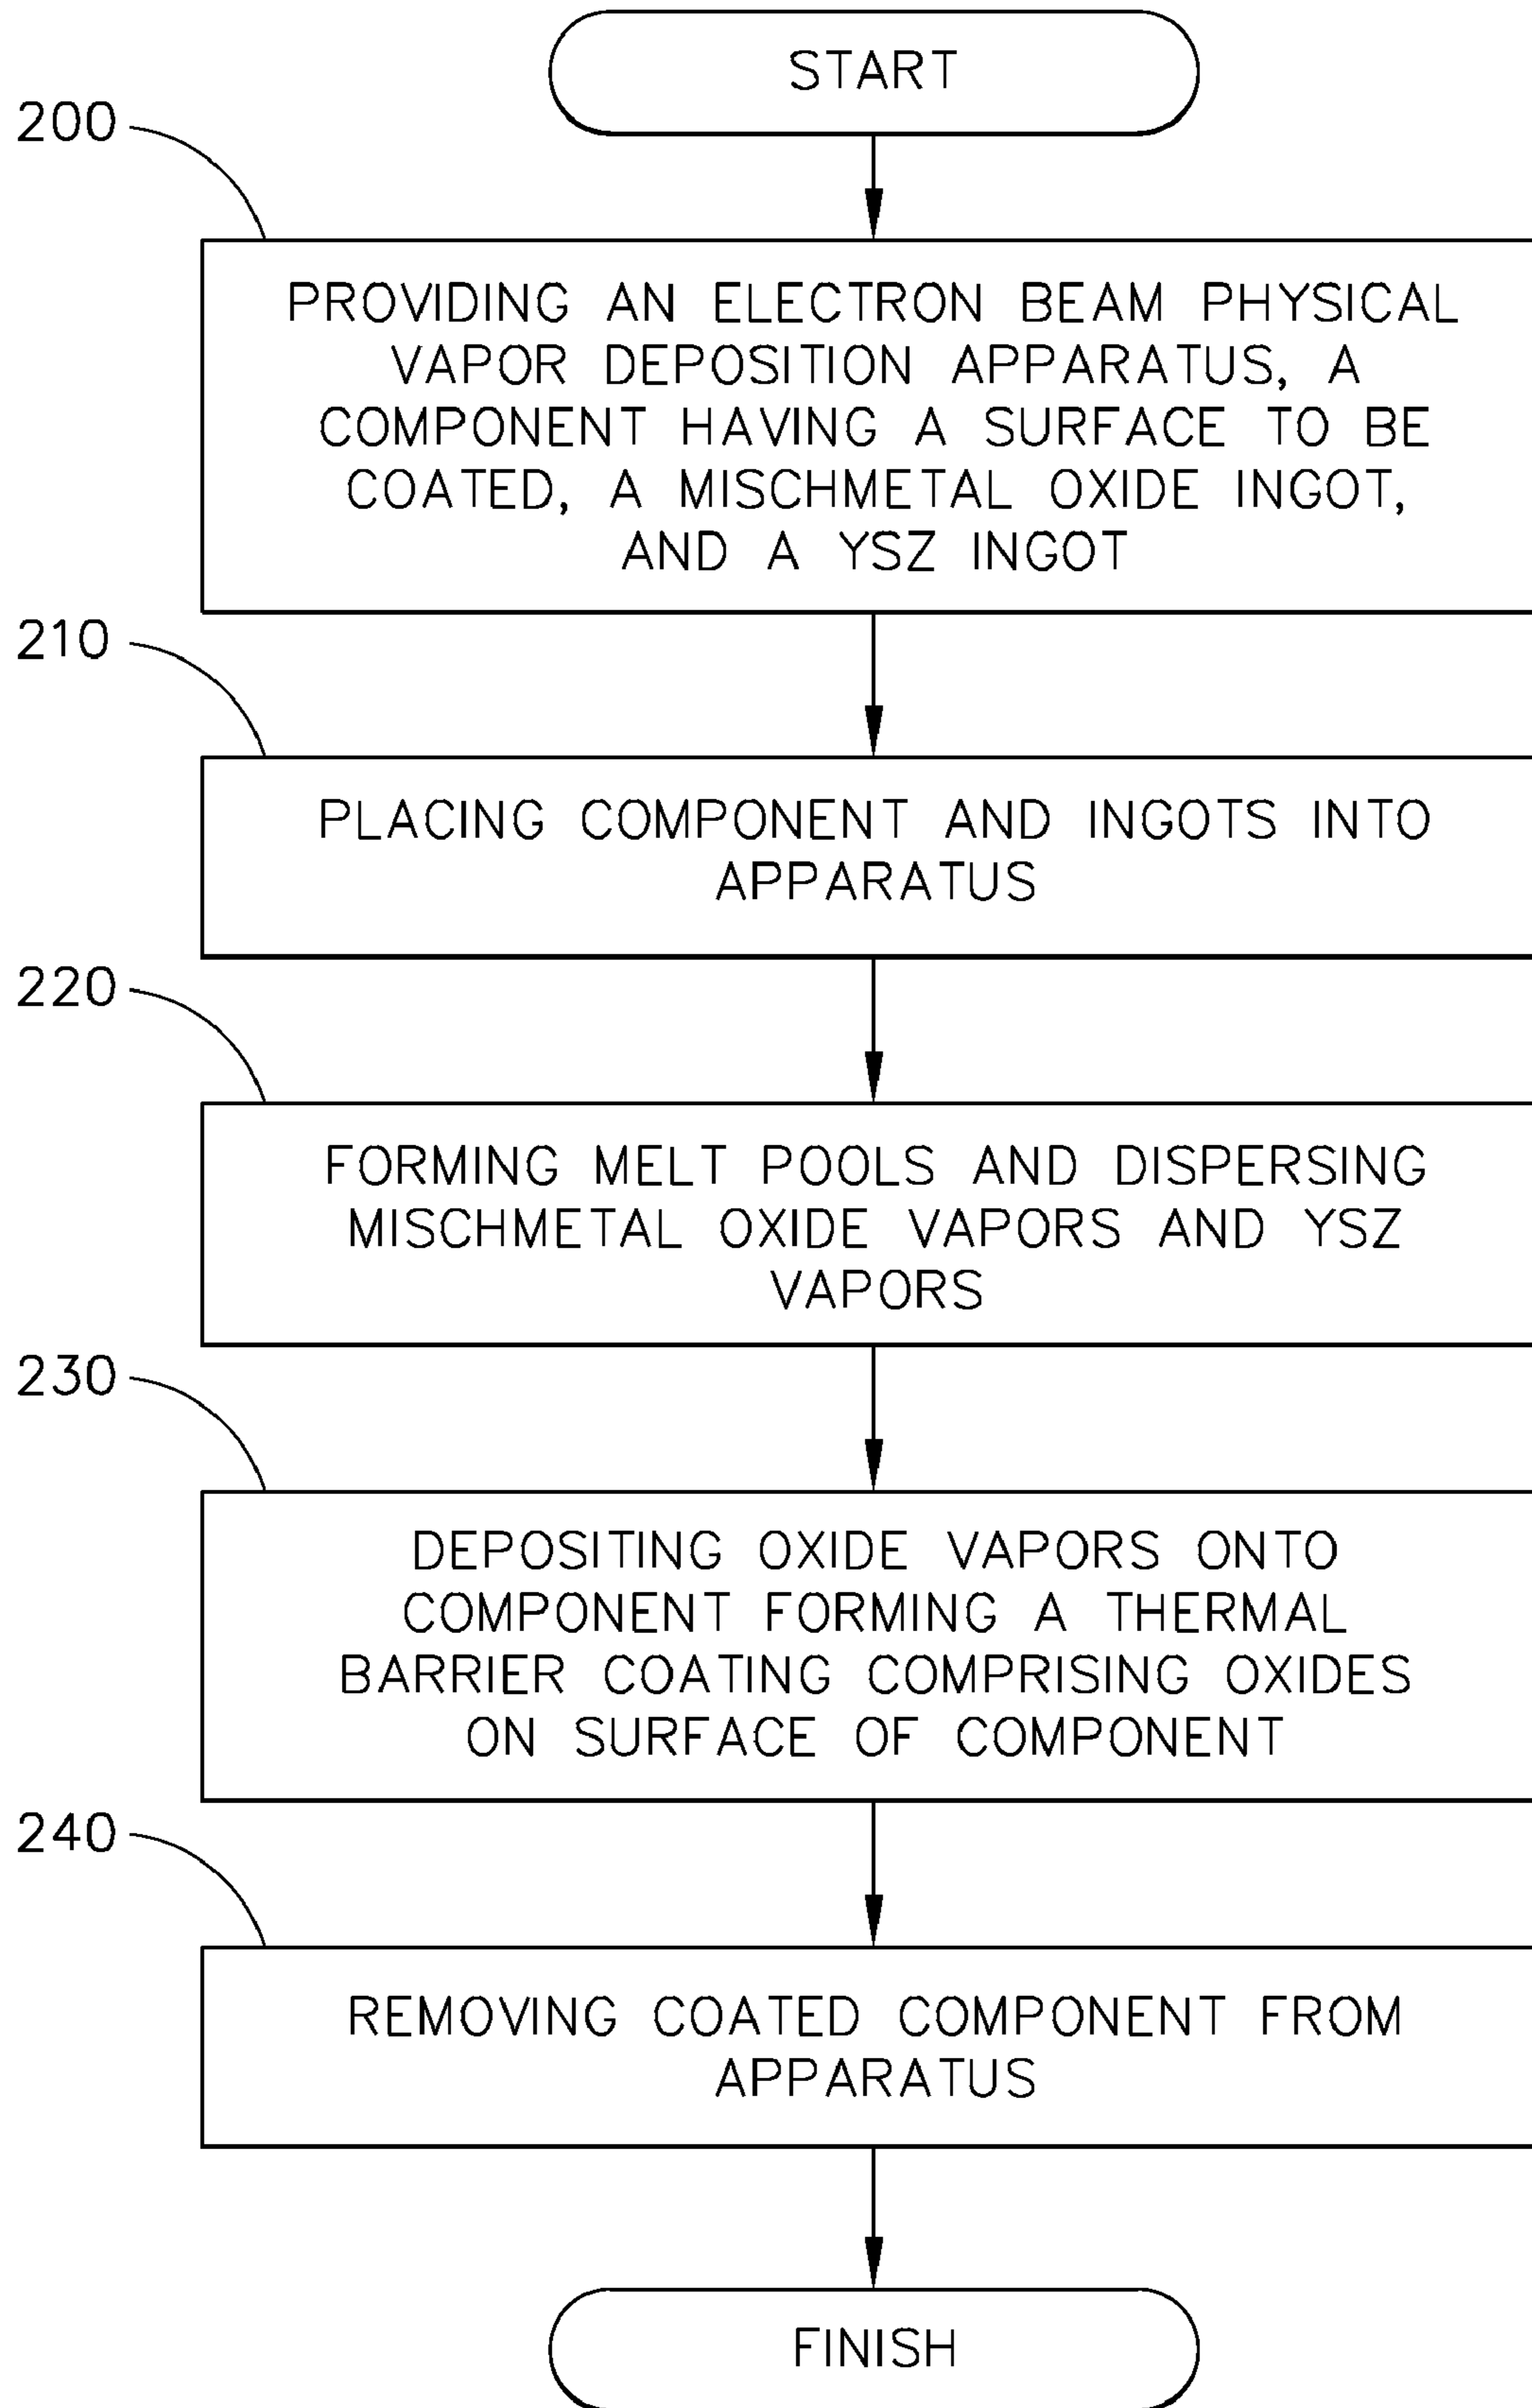 START
200
PROVIDING AN ELECTRON BEAM PHYSICAL
VAPOR DEPOSITION APPARATUS, A
COMPONENT HAVING A SURFACE TO BE
COATED, A MISCHMETAL OXIDE INGOT,
AND A YSZ INGOT
210
PLACING COMPONENT AND INGOTS INTO
APPARATUS
220
FORMING MELT POOLS AND DISPERSING
MISCHMETAL OXIDE VAPORS AND YSZ
VAPORS
230
DEPOSITING OXIDE VAPORS ONTO
COMPONENT FORMING A THERMAL
BARRIER COATING COMPRISING OXIDES
ON SURFACE OF COMPONENT
240
REMOVING COATED COMPONENT FROM
APPARATUS
FINISH